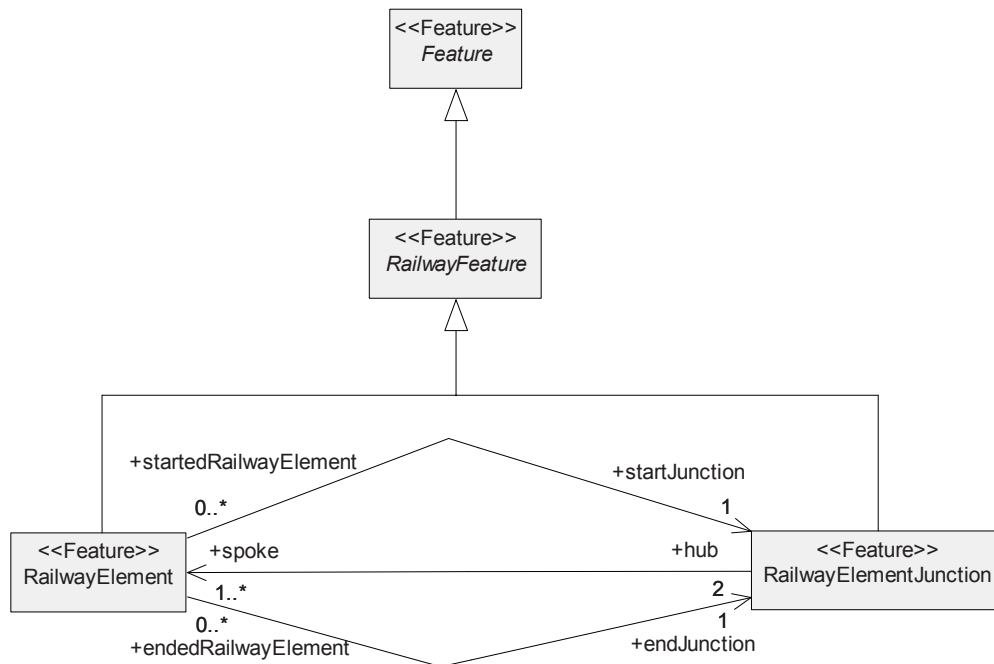 <<Feature>>
Feature
<<Feature>>
RailwayFeature
+startedRailwayElement
+startJunction
0..*
1
<<Feature>>
RailwayElement
+spoke
+hub
<<Feature>>
RailwayElementJunction
1..*
2
0..*
1
+endedRailwayElement
+endJunction